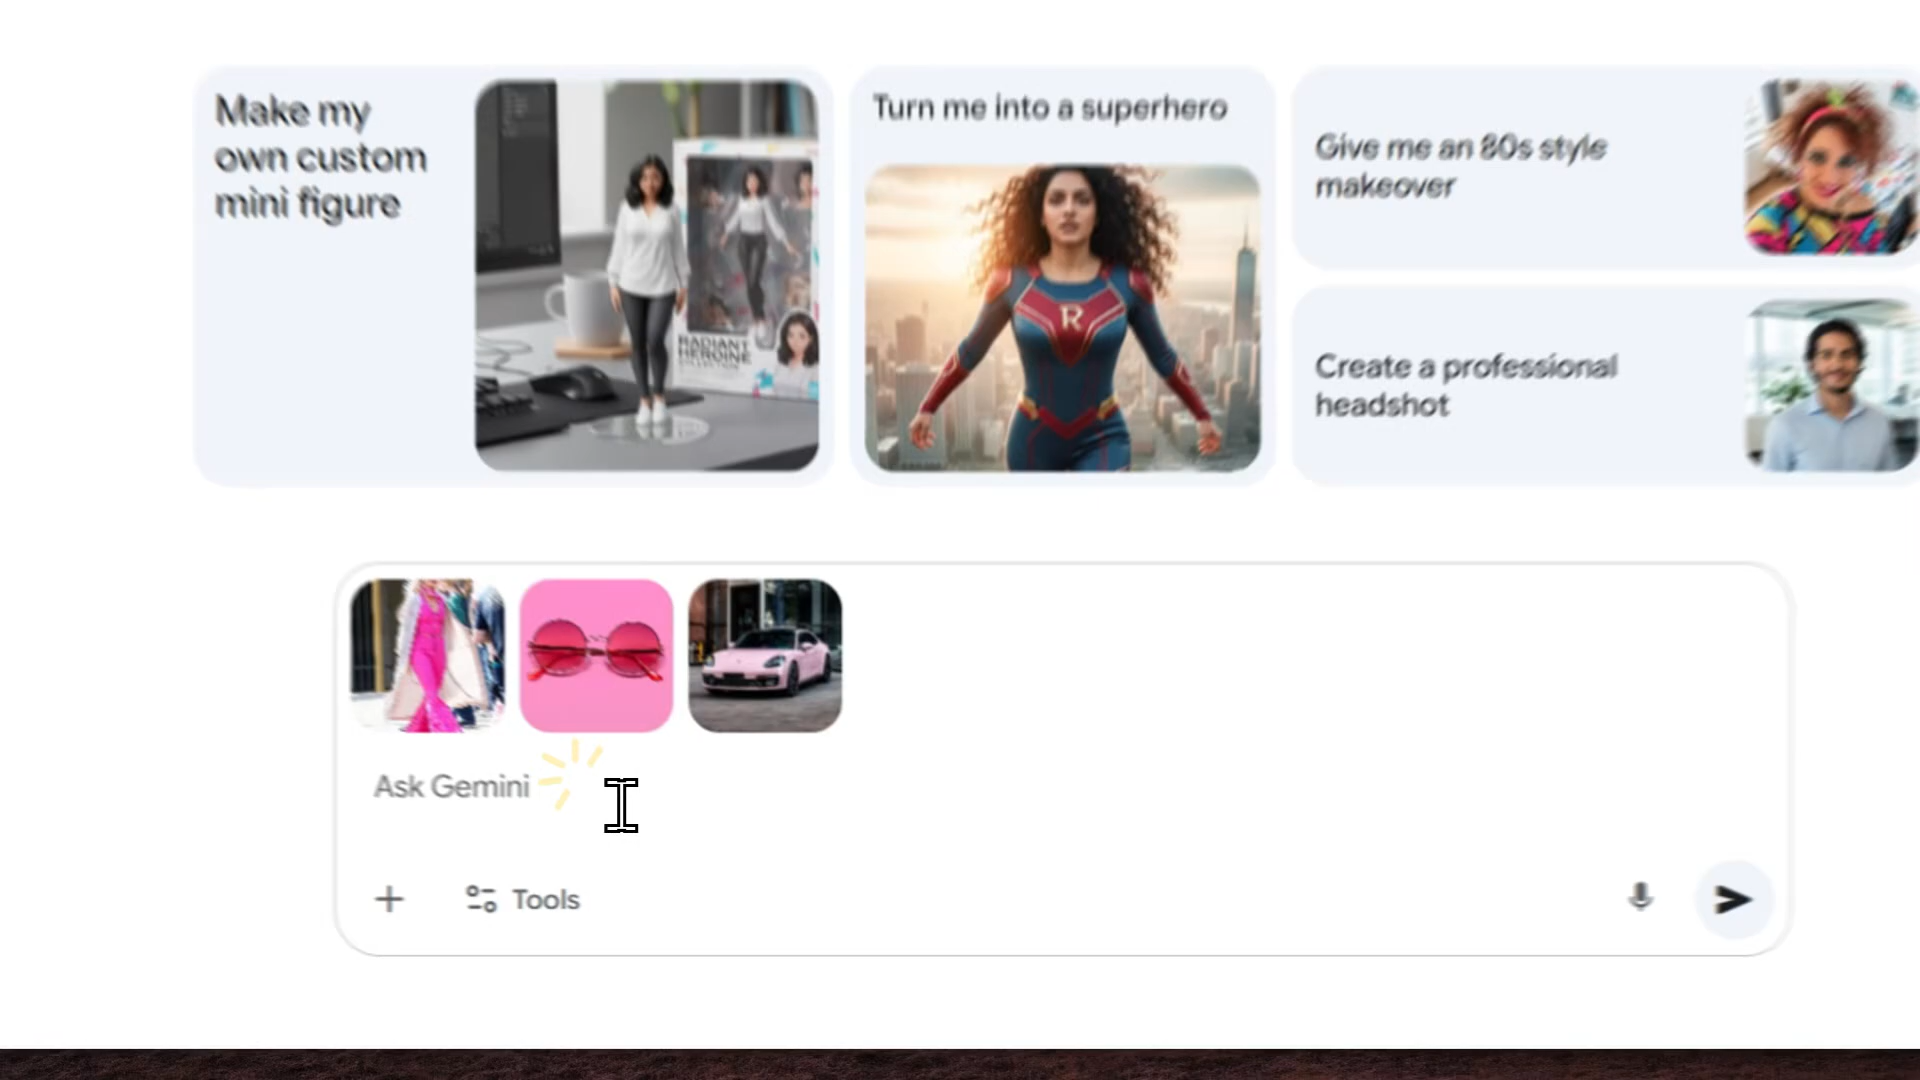 Make my
own custom
mini figure
RADIANT
HEROINE
Turn me into a superhero
R
Give me an 80s style
makeover
Create a professional
headshot
Ask Gemini
Tools